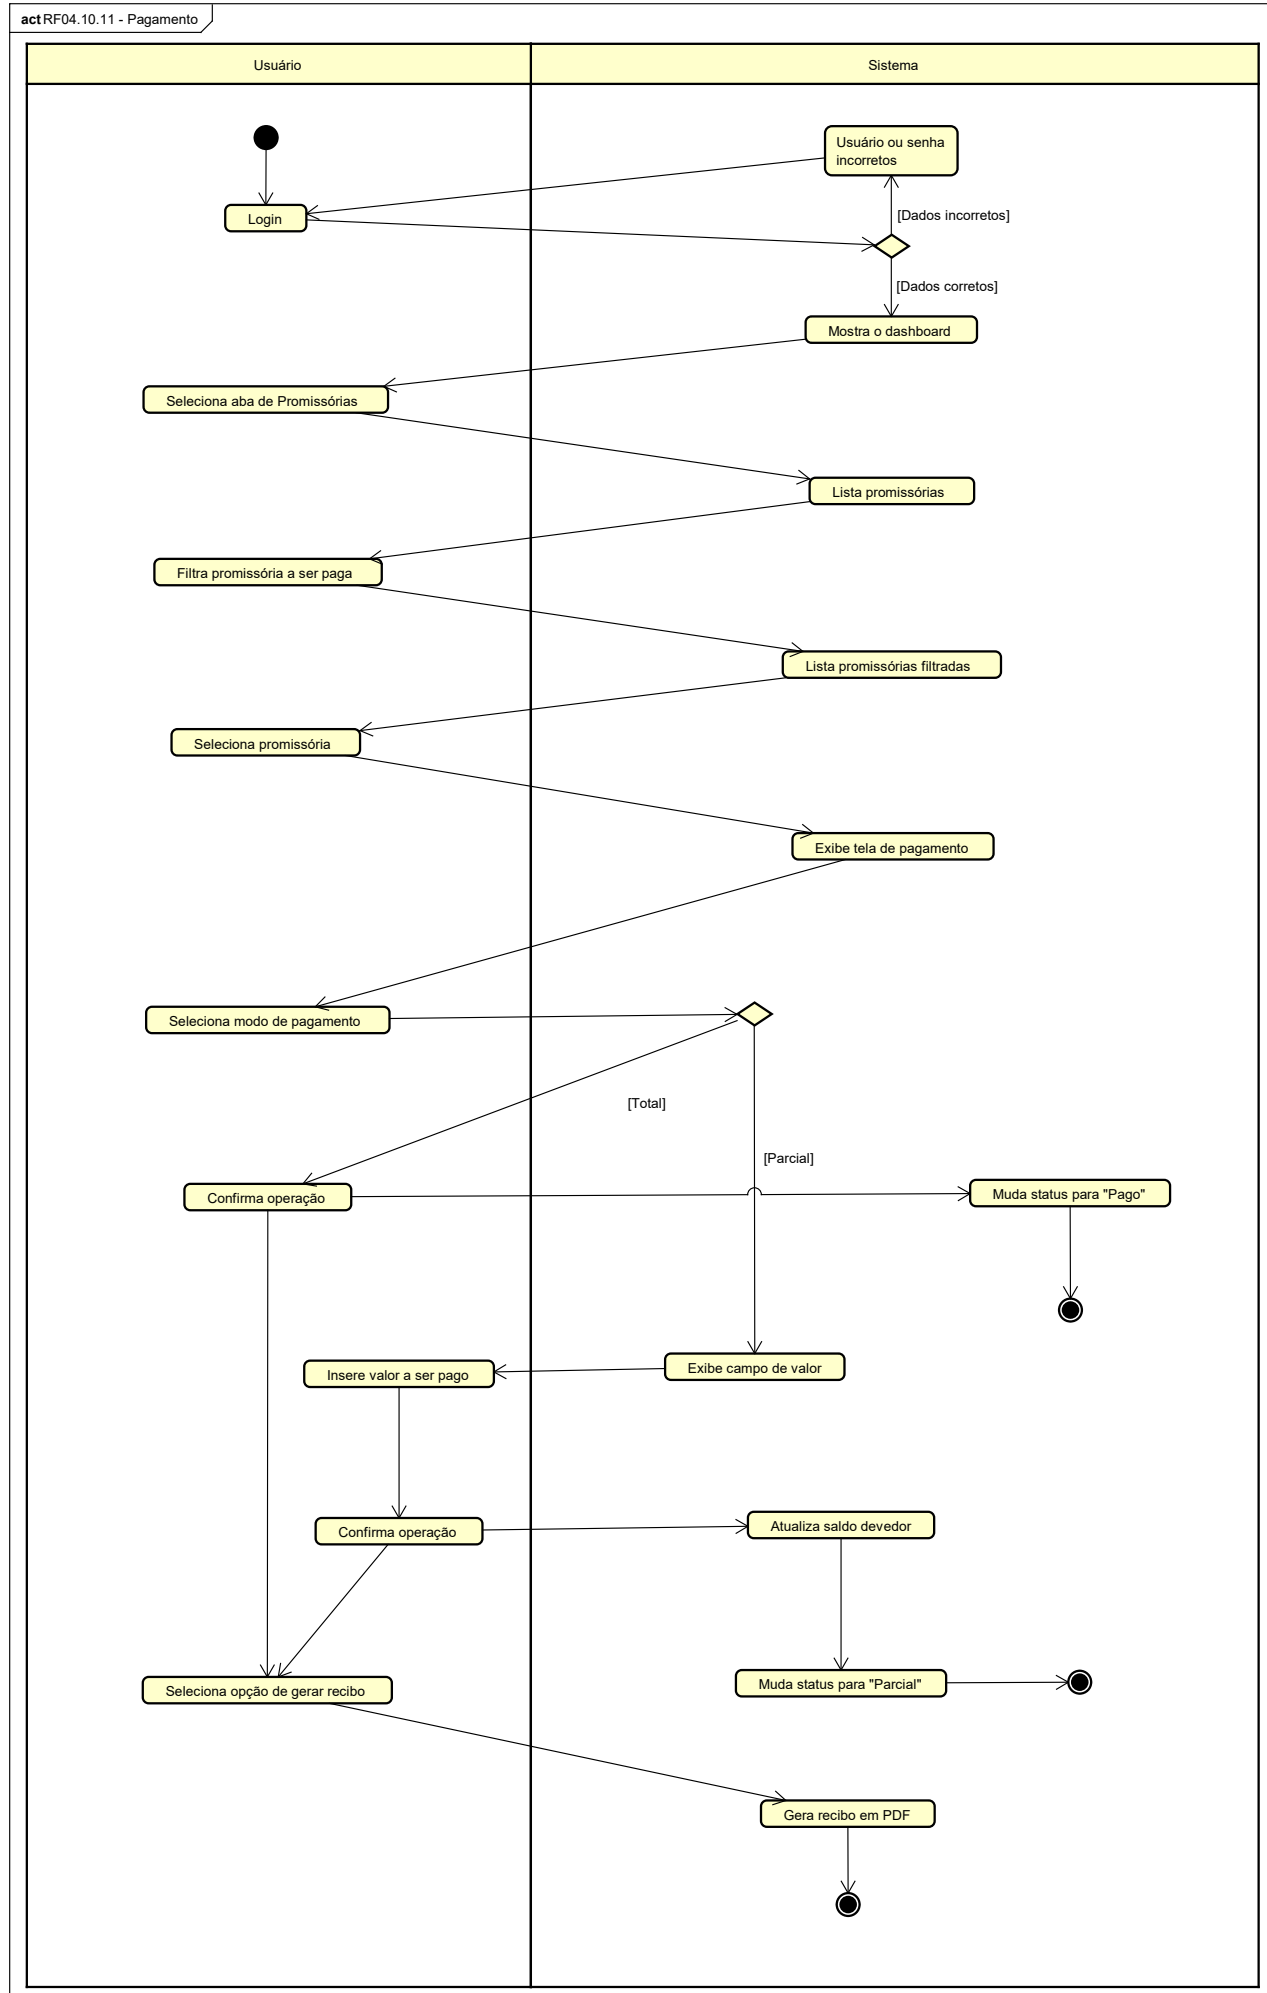 act RF04.10.11 - Pagamento
Usuário
Sistema
Usuário ou senha
incorretos
Login
[Dados incorretos]
[Dados corretos]
Mostra o dashboard
Seleciona aba de Promissórias
Lista promissórias
Filtra promissória a ser paga
Lista promissórias filtradas
Seleciona promissória
Exibe tela de pagamento
Seleciona modo de pagamento
[Total]
[Parcial]
Confirma operação
Muda status para "Pago"
Exibe campo de valor
Insere valor a ser pago
Confirma operação
Atualiza saldo devedor
Seleciona opção de gerar recibo
Muda status para "Parcial"
Gera recibo em PDF